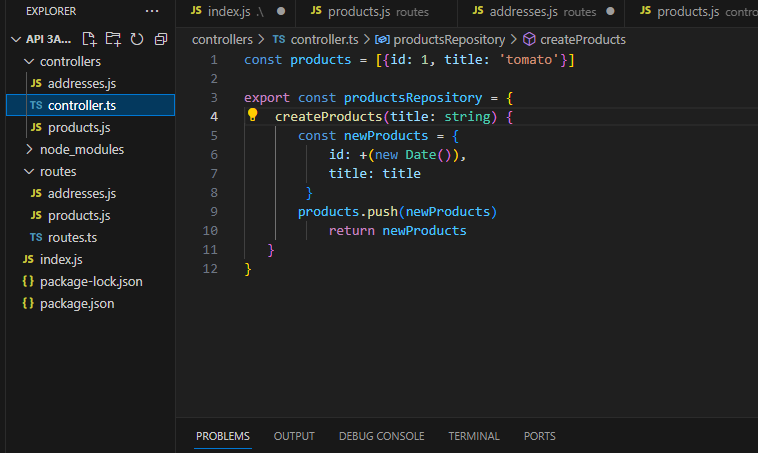 EXPLORER ...
JS index.js .\ JS products.js routes JS addresses.js routes JS products.js contro
API 3A...
controllers > TS controller.ts > productsRepository > createProducts
controllers
JS addresses.js
TS controller.ts
JS products.js
node_modules
routes
JS addresses.js
JS products.js
TS routes.ts
JS index.js
{} package-lock.json
{} package.json
1 const products = [{id: 1, title: 'tomato'}]
2
3 export const productsRepository = {
4 createProducts(title: string) {
5 const newProducts = {
6 id: +(new Date()),
7 title: title
8 }
9 products.push(newProducts)
10 return newProducts
11 }
12 }
PROBLEMS OUTPUT DEBUG CONSOLE TERMINAL PORTS